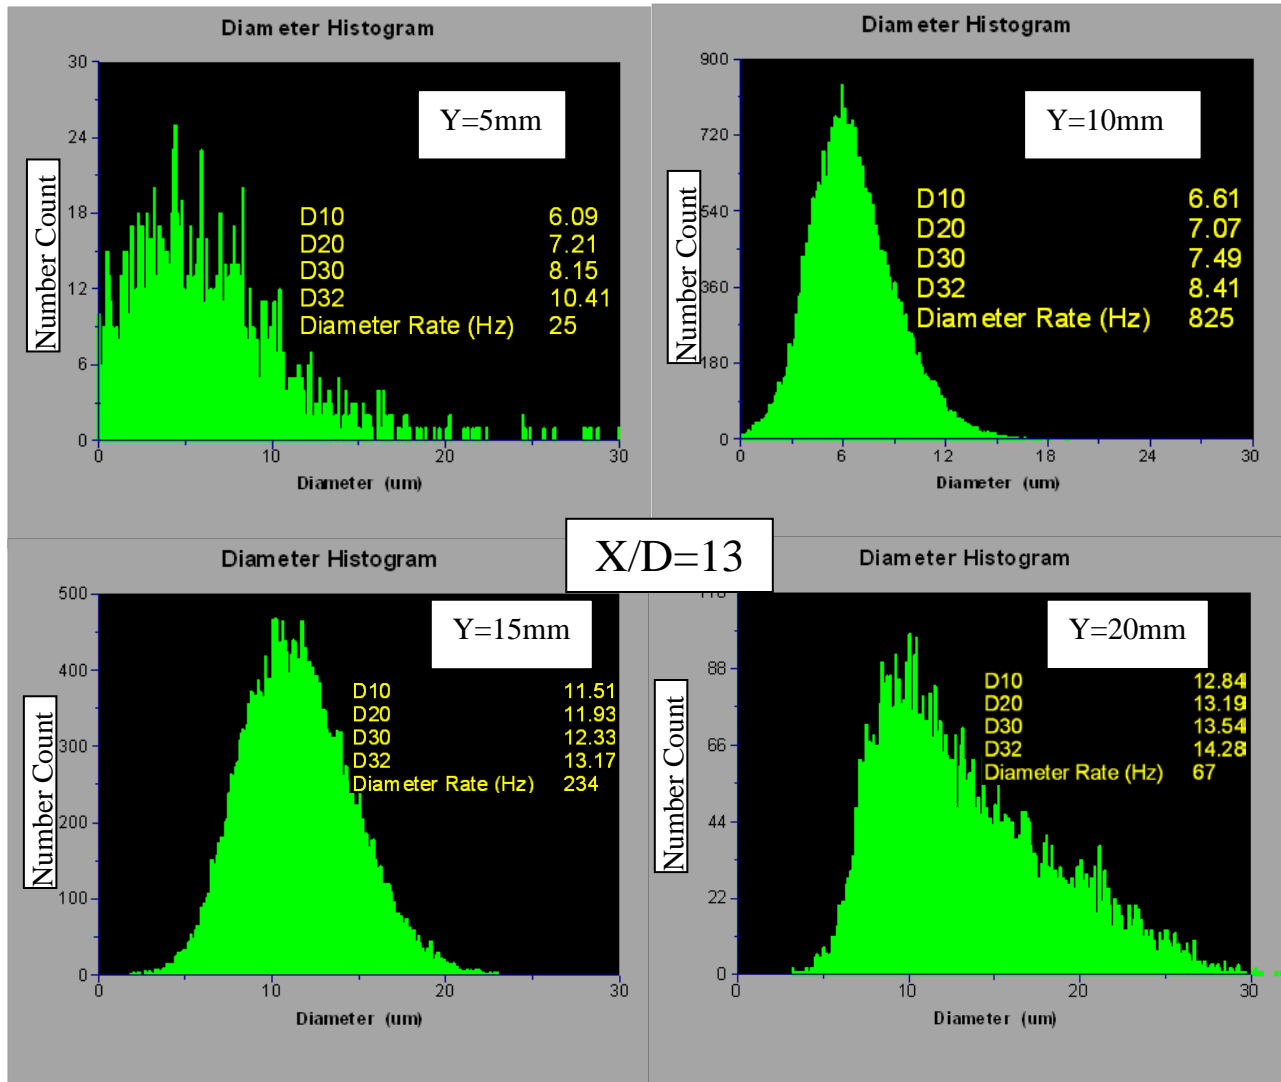 Diameter Histogram
Y=5mm
Number Count
30
24
18
12
6
0
D10 6.09
D20 7.21
D30 8.15
D32 10.41
Diameter Rate (Hz) 25
0 10 20 30
Diameter (um)
Diameter Histogram
Y=10mm
Number Count
900
720
540
360
180
0
D10 6.61
D20 7.07
D30 7.49
D32 8.41
Diameter Rate (Hz) 825
0 6 12 18 24 30
Diameter (um)
X/D=13
Diameter Histogram
Y=15mm
Number Count
500
400
300
200
100
0
D10 11.51
D20 11.93
D30 12.33
D32 13.17
Diameter Rate (Hz) 234
0 10 20 30
Diameter (um)
Diameter Histogram
Y=20mm
Number Count
88
66
44
22
0
D10 12.84
D20 13.19
D30 13.54
D32 14.28
Diameter Rate (Hz) 67
0 10 20 30
Diameter (um)